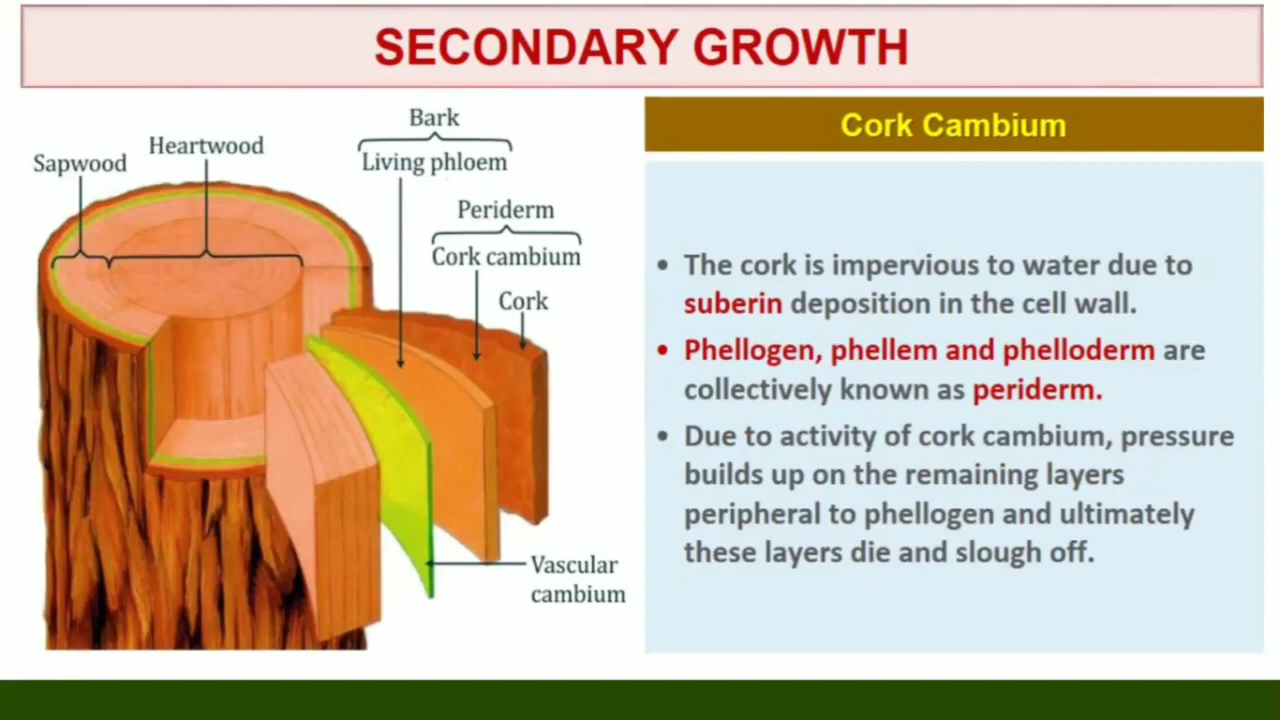 SECONDARY GROWTH
Bark
Heartwood
Sapwood
Living phloem
Periderm
Cork cambium
Cork
Vascular
cambium
Cork Cambium
• The cork is impervious to water due to
suberin deposition in the cell wall.
• Phellogen, phellem and phelloderm are
collectively known as periderm.
• Due to activity of cork cambium, pressure
builds up on the remaining layers
peripheral to phellogen and ultimately
these layers die and slough off.